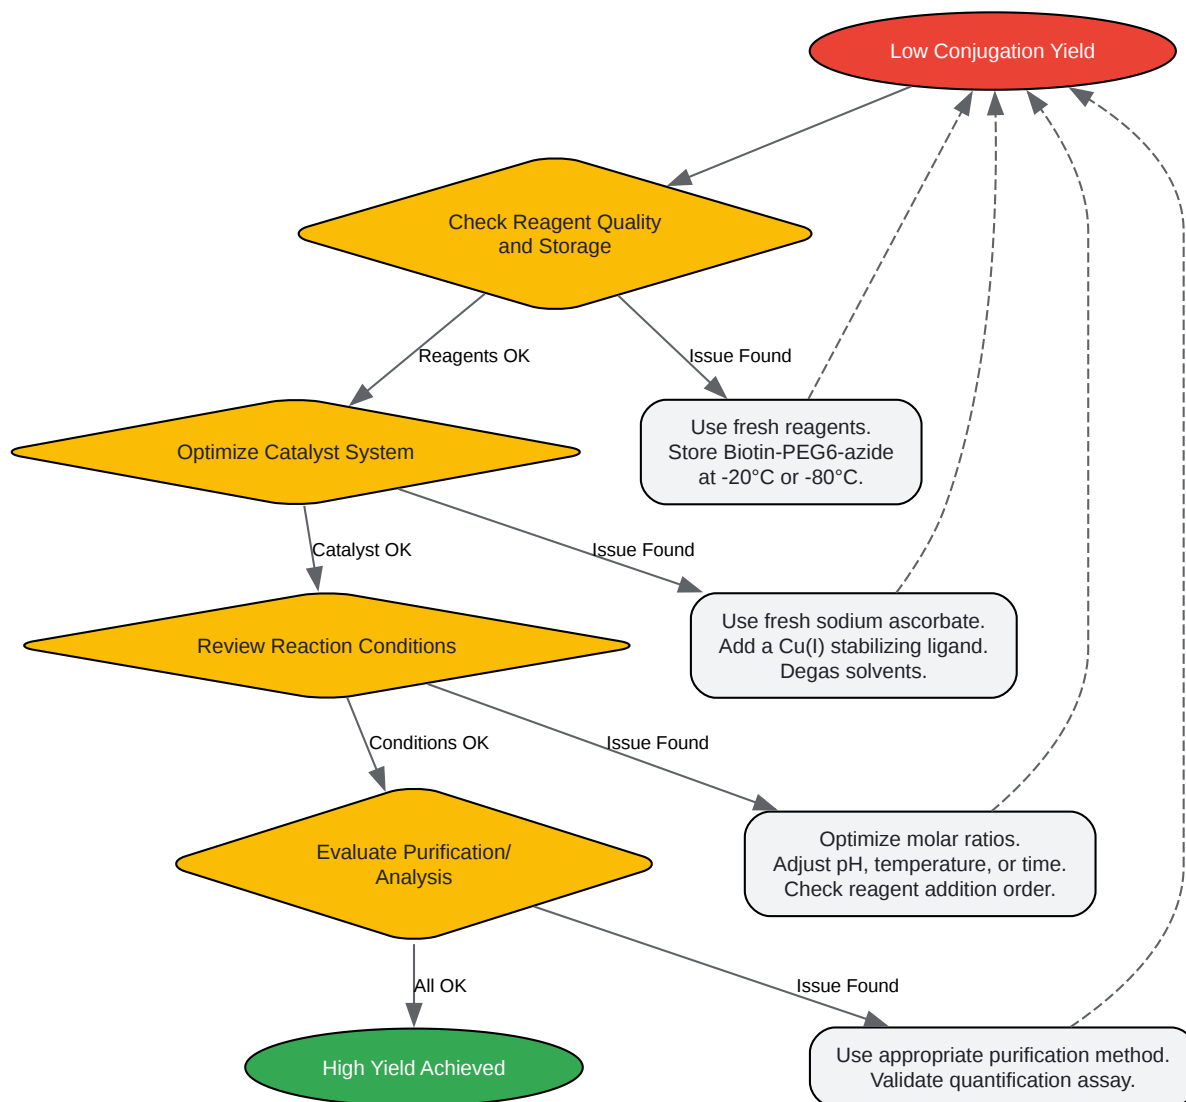 Low Conjugation Yield
Check Reagent Quality
and Storage
Reagents OK
Issue Found
Use fresh reagents.
Store Biotin-PEG6-azide
at -20°C or -80°C.
Optimize Catalyst System
Catalyst OK
Issue Found
Use fresh sodium ascorbate.
Add a Cu(I) stabilizing ligand.
Degas solvents.
Review Reaction Conditions
Conditions OK
Issue Found
Optimize molar ratios.
Adjust pH, temperature, or time.
Check reagent addition order.
Evaluate Purification/
Analysis
All OK
Issue Found
Use appropriate purification method.
Validate quantification assay.
High Yield Achieved